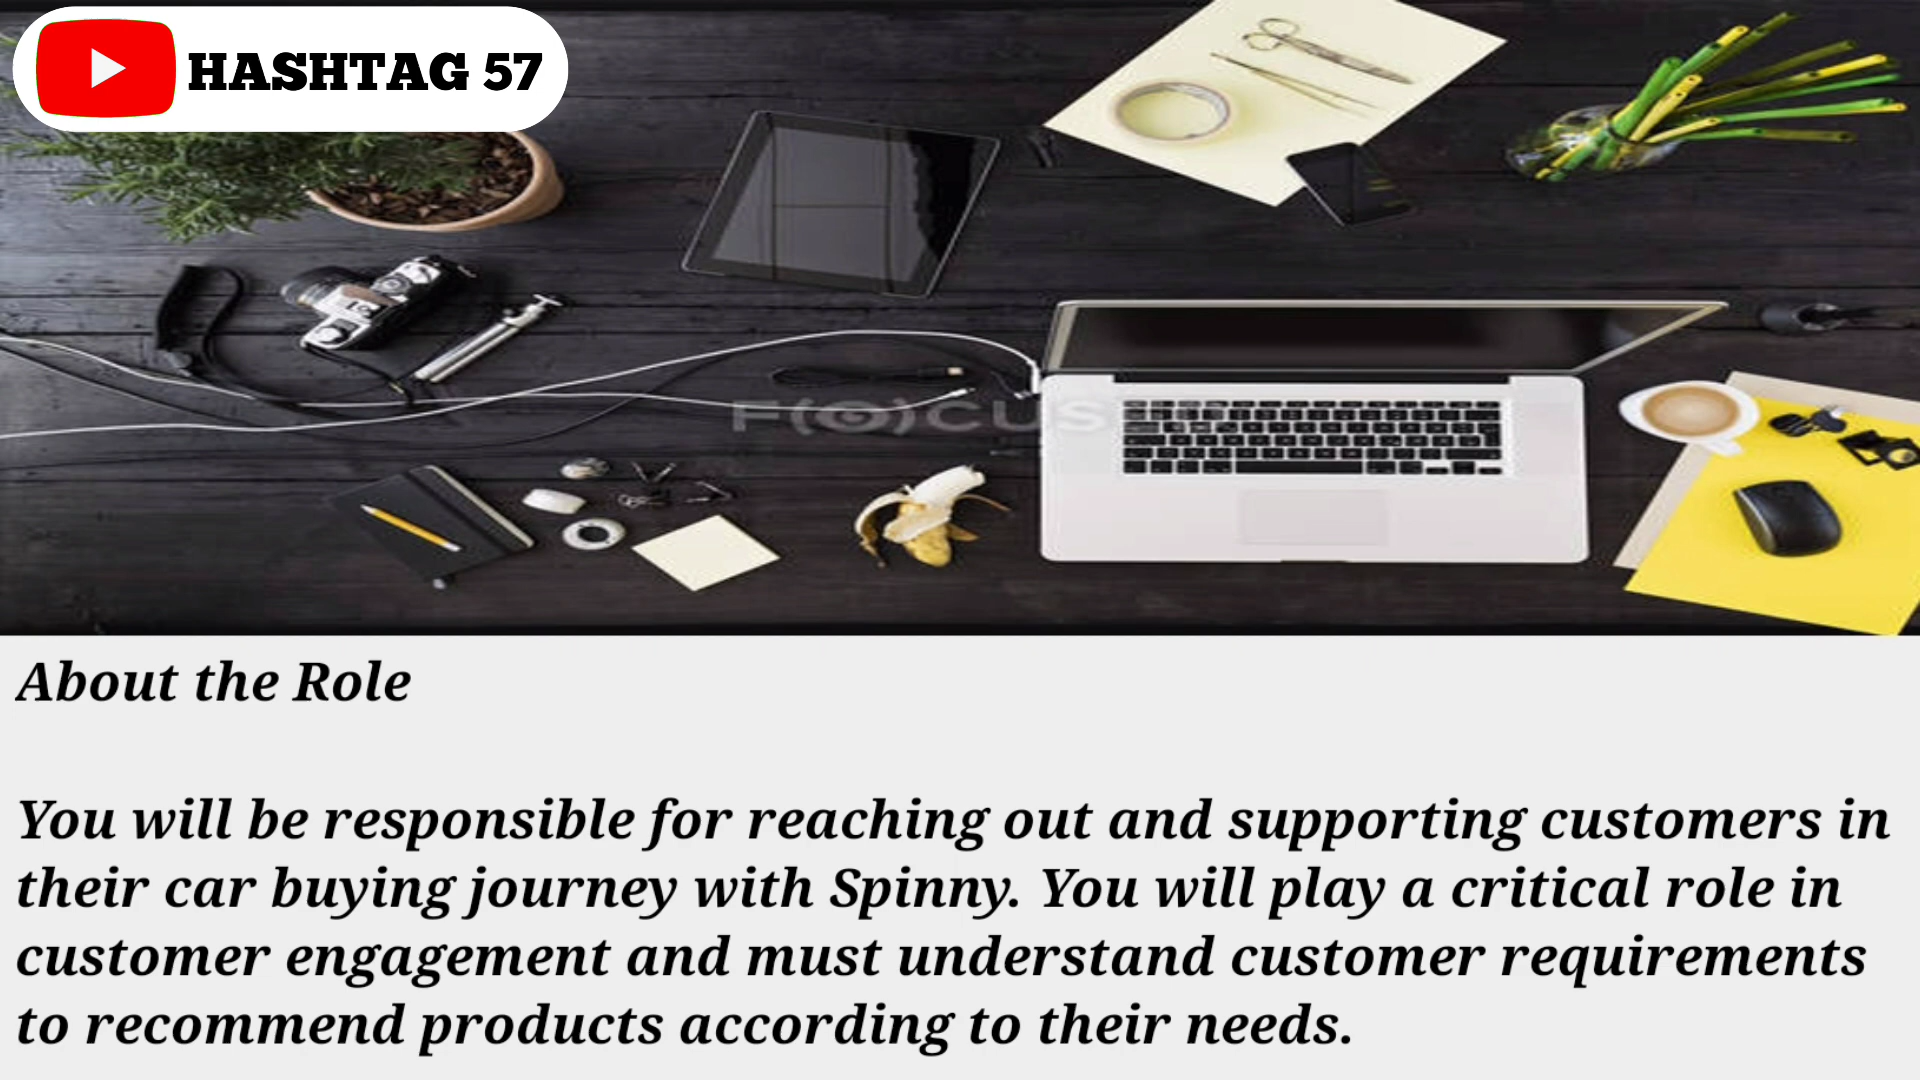 HASHTAG 57
F(O)CUS
About the Role
You will be responsible for reaching out and supporting customers in
their car buying journey with Spinny. You will play a critical role in
customer engagement and must understand customer requirements
to recommend products according to their needs.